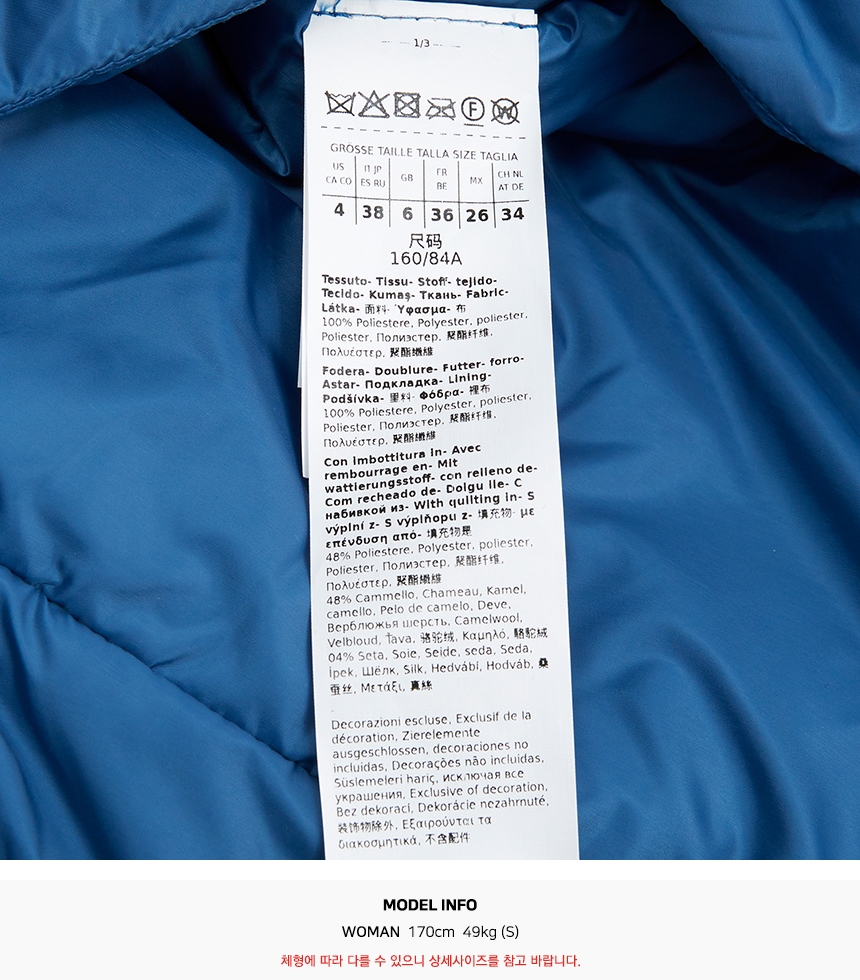 1/3
GRÖSSE TAILLE TALLA SIZE TAGLIA
US CA CO IT JP ES RU GB FR BE MX CH NL AT DE
4 38 6 36 26 34
尺码
160/84A
Tessuto- Tissu- Stoff- tejido-
Tecido- Kumaş- Ткань- Fabric-
Látka- 面料- Ύφασμα- 布
100% Poliestere, Polyester, poliester,
Poliester, Полиэстер, 聚酯纤维,
Πολυέστερ, 聚酯纖維
Fodera- Doublure- Futter- forro-
Astar- Подкладка- Lining-
Podšívka- 里料- Φόδρα- 裡布
100% Poliestere, Polyester, poliester,
Poliester, Полиэстер, 聚酯纤维,
Πολυέστερ, 聚酯纖維
Con imbottitura in- Avec
rembourrage en- Mit
wattierungsstoff- con relleno de-
Com recheado de- Dolgu ile- С
набивкой из- With quilting in- S
výplní z- S výplňopu z- 填充物- με
επένδυση από- 填充物是
48% Poliestere, Polyester, poliester,
Poliester, Полиэстер, 聚酯纤维,
Πολυέστερ, 聚酯纖維
48% Cammello, Chameau, Kamel,
camello, Pelo de camelo, Deve,
Верблюжья шерсть, Camelwool,
Velbloud, Ťava, 骆驼绒, Καμηλό, 駱駝絨
04% Seta, Soie, Seide, seda, Seda,
İpek, Шёлк, Silk, Hedvábí, Hodváb, 桑
蚕丝, Μετάξι, 真絲
Decorazioni escluse, Exclusif de la
décoration, Zierelemente
ausgeschlossen, decoraciones no
incluidas, Decorações não incluidas,
Süslemeleri hariç, исключая все
украшения, Exclusive of decoration,
Bez dekorací, Dekorácie nezahrnuté,
装饰物除外, Εξαιρούνται τα
διακοσμητικά, 不含配件
MODEL INFO
WOMAN 170cm 49kg (S)
체형에 따라 다를 수 있으니 상세사이즈를 참고 바랍니다.